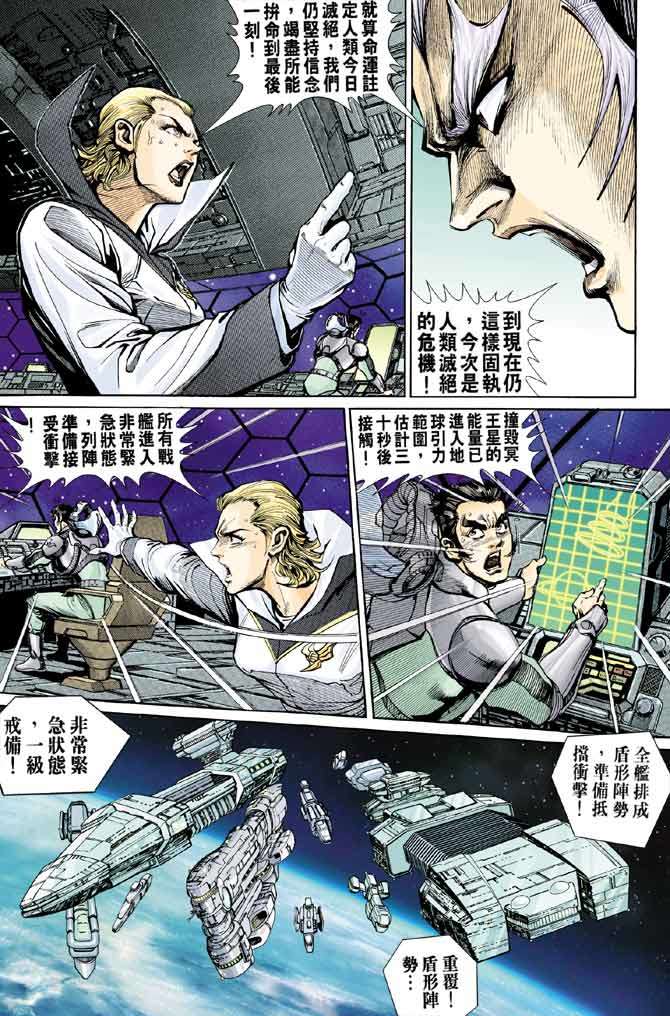 到現在仍
這樣固執
，今次是
人類滅絕
的危機！
就算命運註
定人類今日
滅絕，我們
仍堅持信念
，竭盡所能
拚命到最後
一刻！
撞毀冥
王星的
能量已
進入地
球引力
範圍，
估計三
十秒後
接觸！
所有戰
艦進入
非常緊
急狀態
，列陣
準備接
受衝擊
！
全艦排成
盾形陣勢
，準備抵
擋衝擊！
重覆！
盾形陣
勢…
非常緊
急狀態
，一級
戒備！